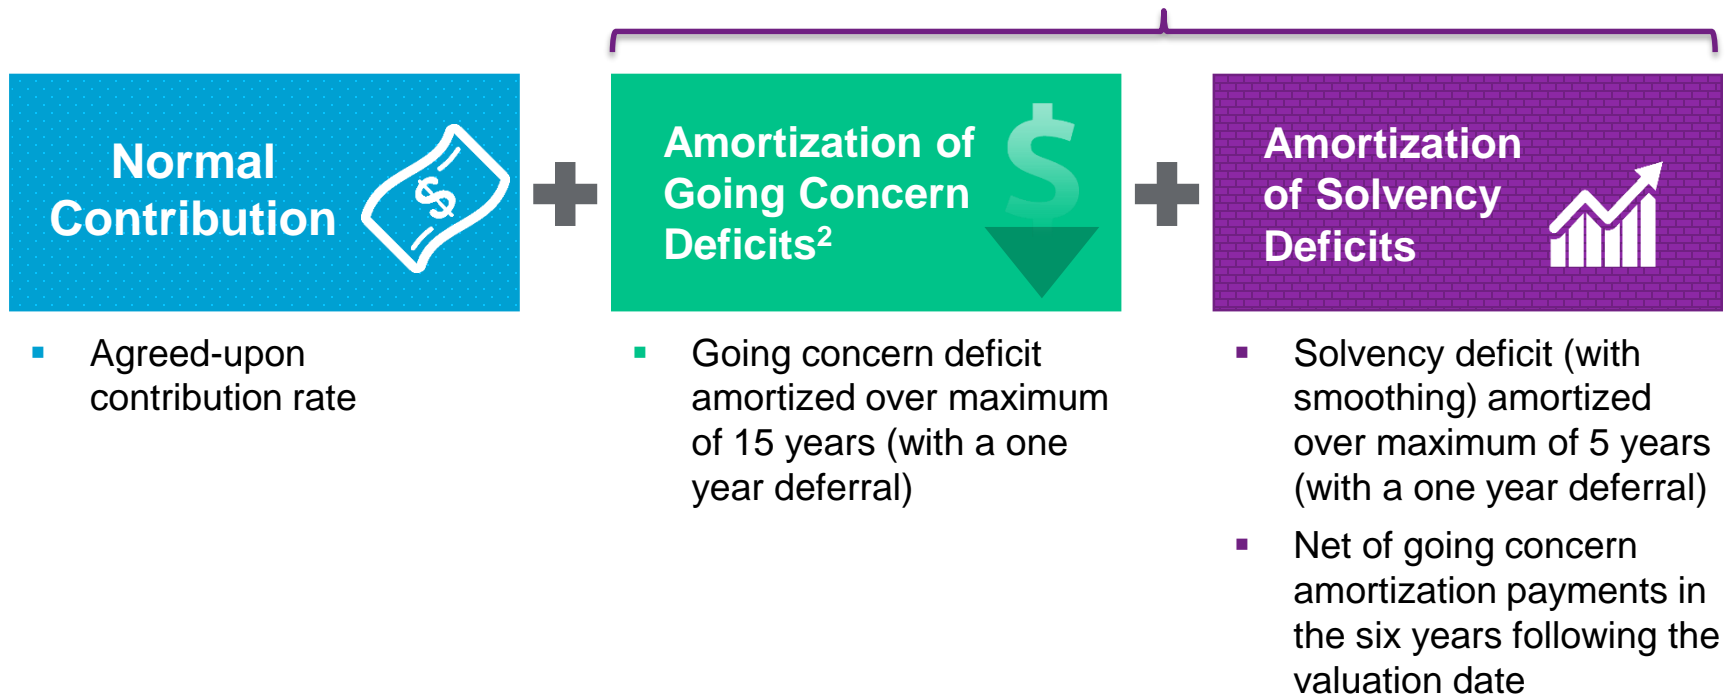 Normal
Contribution
Amortization of
Going Concern
Deficits²
Amortization
of Solvency
Deficits
▪ Agreed-upon
contribution rate
▪ Going concern deficit
amortized over maximum
of 15 years (with a one
year deferral)
▪ Solvency deficit (with
smoothing) amortized
over maximum of 5 years
(with a one year deferral)
▪ Net of going concern
amortization payments in
the six years following the
valuation date